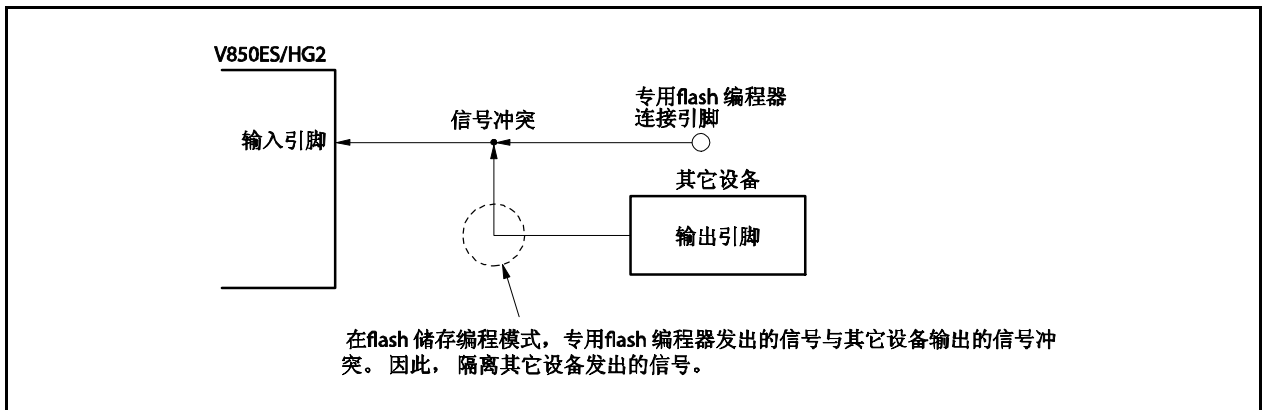 V850ES/HG2
专用flash 编程器
连接引脚
信号冲突
输入引脚
其它设备
输出引脚
在flash 储存编程模式，专用flash 编程器发出的信号与其它设备输出的信号冲
突。 因此， 隔离其它设备发出的信号。